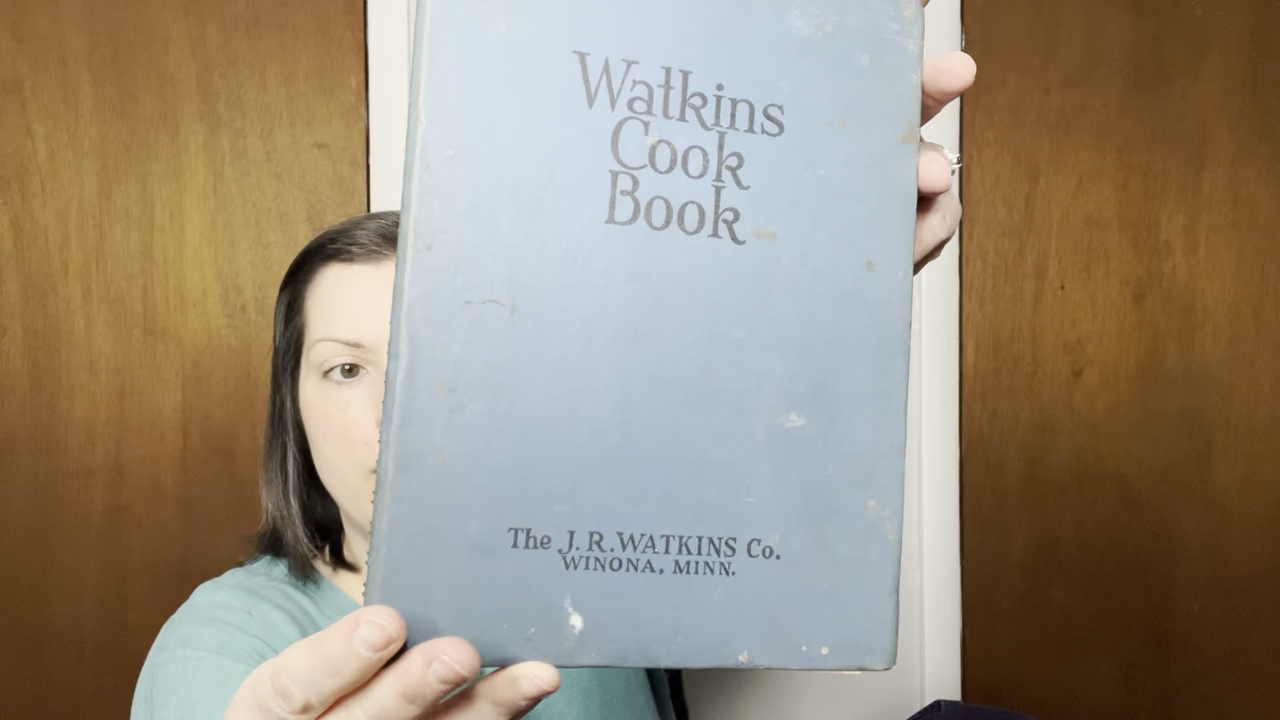 Watkins
Cook
Book
The J. R. WATKINS Co.
WINONA, MINN.